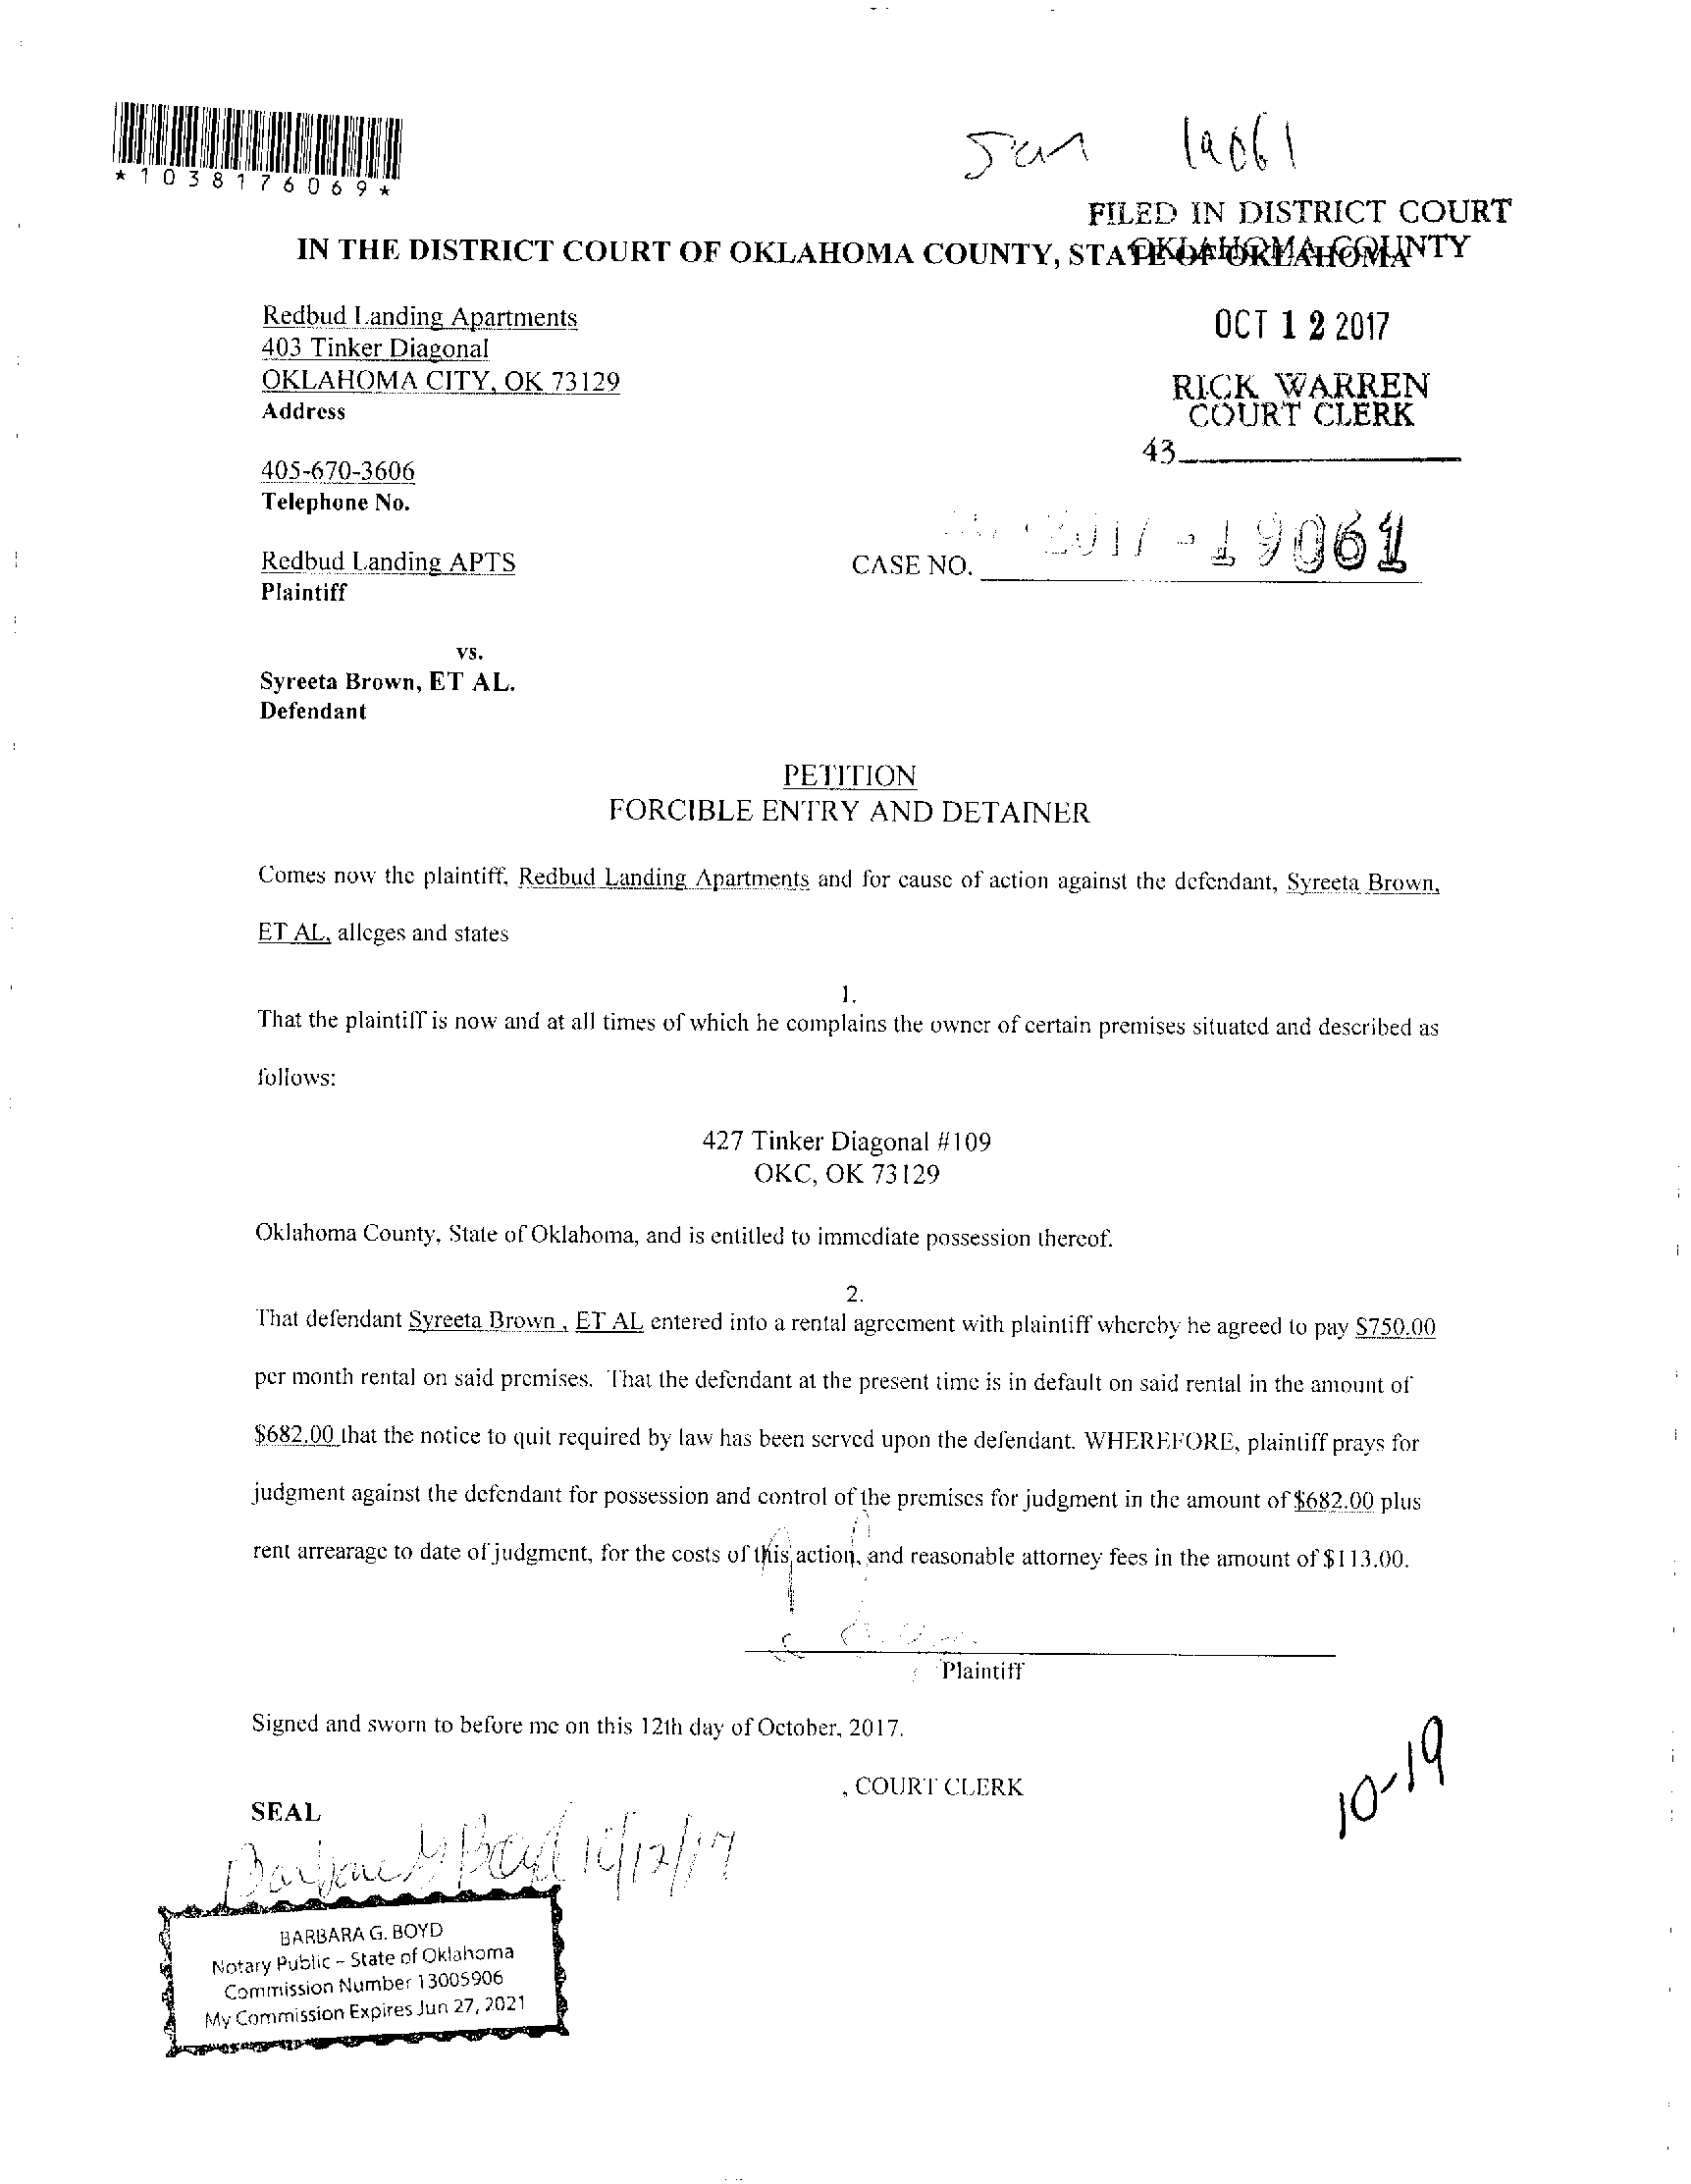 *1038176069*
19061
FILED IN DISTRICT COURT
OKLAHOMA COUNTY
IN THE DISTRICT COURT OF OKLAHOMA COUNTY, STATE OF OKLAHOMA
Redbud Landing Apartments
403 Tinker Diagonal
OKLAHOMA CITY, OK 73129
Address
OCT 12 2017
RICK WARREN
COURT CLERK
43
405-670-3606
Telephone No.
CASE NO. 2017-19061
Redbud Landing APTS
Plaintiff
vs.
Syreeta Brown, ET AL.
Defendant
PETITION
FORCIBLE ENTRY AND DETAINER
Comes now the plaintiff, Redbud Landing Apartments and for cause of action against the defendant, Syreeta Brown,
ET AL, alleges and states
1.
That the plaintiff is now and at all times of which he complains the owner of certain premises situated and described as
follows:
427 Tinker Diagonal #109
OKC, OK 73129
Oklahoma County, State of Oklahoma, and is entitled to immediate possession thereof.
2.
That defendant Syreeta Brown , ET AL entered into a rental agreement with plaintiff whereby he agreed to pay $750.00
per month rental on said premises. That the defendant at the present time is in default on said rental in the amount of
$682.00 that the notice to quit required by law has been served upon the defendant. WHEREFORE, plaintiff prays for
judgment against the defendant for possession and control of the premises for judgment in the amount of $682.00 plus
rent arrearage to date of judgment, for the costs of this action, and reasonable attorney fees in the amount of $113.00.
Plaintiff
Signed and sworn to before me on this 12th day of October, 2017.
, COURT CLERK
10-19
SEAL
Barbara G Boyd 10/12/17
BARBARA G. BOYD
Notary Public - State of Oklahoma
Commission Number 13005906
My Commission Expires Jun 27, 2021